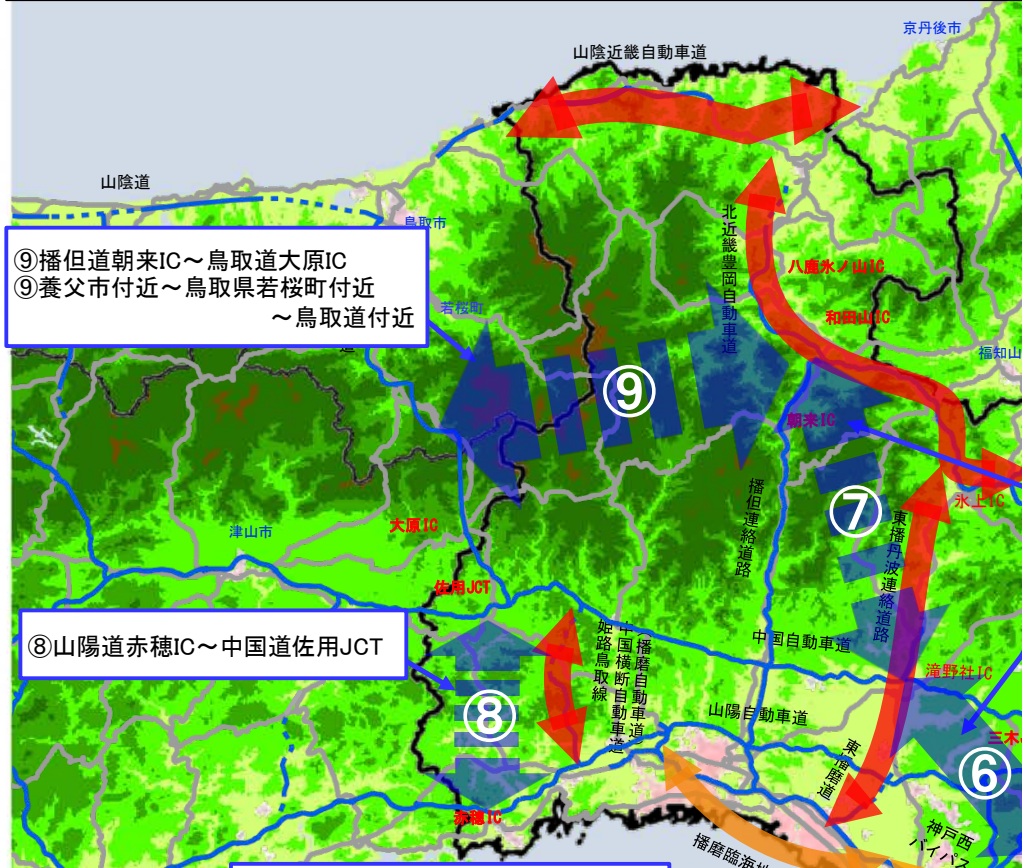 京丹後市
山陰近畿自動車道
山陰道
鳥取市
⑨播但道朝来IC～鳥取道大原IC
⑨養父市付近～鳥取県若桜町付近
～鳥取道付近
道
若桜町
北近畿豊岡自動車道
八鹿氷ノ山IC
和田山IC
福知山
⑨
朝来IC
⑦
氷上IC
播但連絡道路
東播丹波連絡道路
大原IC
津山市
佐用JCT
⑧山陽道赤穂IC～中国道佐用JCT
(播磨自動車道)
中国横断自動車道
姫路鳥取線
中国自動車道
滝野社IC
⑧
山陽自動車道
三木
東播磨道
⑥
赤穂IC
神戸西
バイパス
播磨臨海地